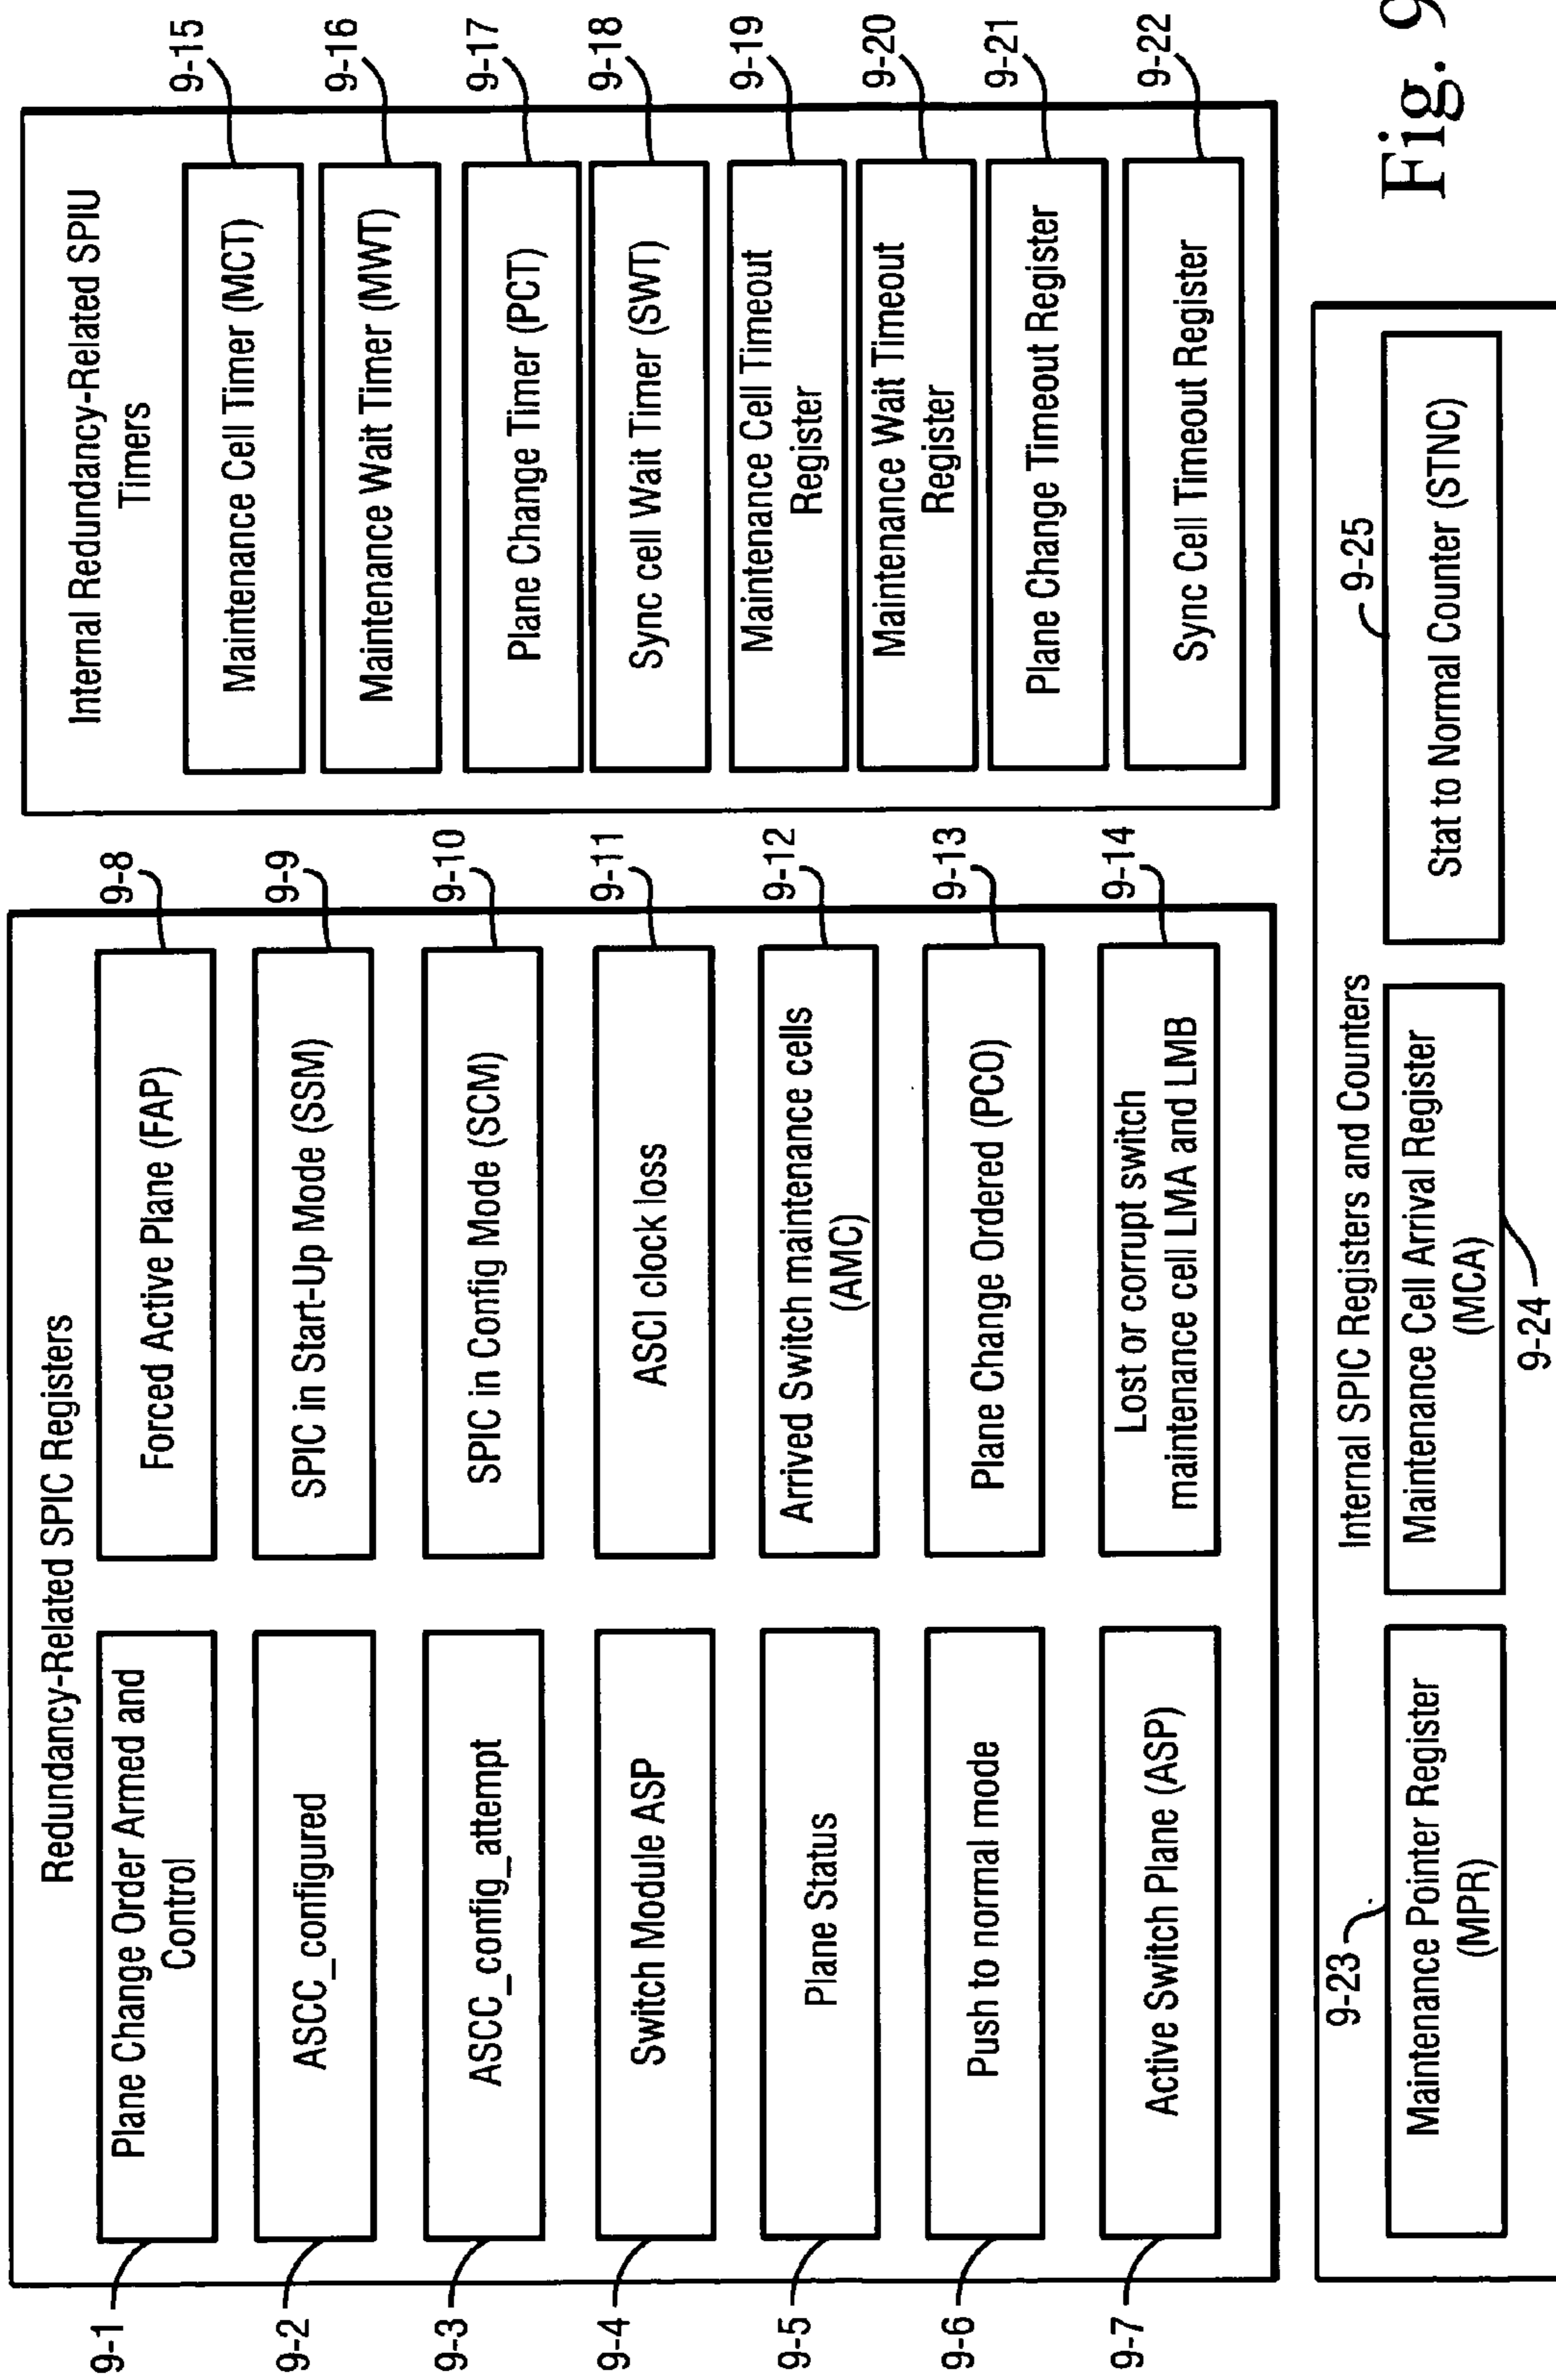 Redundancy-Related SPIC Registers
9-1
Plane Change Order Armed and
Control
9-2
ASCC_configured
9-3
ASCC_config_attempt
9-4
Switch Module ASP
9-5
Plane Status
9-6
Push to normal mode
9-7
Active Switch Plane (ASP)
9-8
Forced Active Plane (FAP)
9-9
SPIC in Start-Up Mode (SSM)
9-10
SPIC in Config Mode (SCM)
9-11
ASCI clock loss
9-12
Arrived Switch maintenance cells
(AMC)
9-13
Plane Change Ordered (PCO)
9-14
Lost or corrupt switch
maintenance cell LMA and LMB
Internal Redundancy-Related SPIU
Timers
9-15
Maintenance Cell Timer (MCT)
9-16
Maintenance Wait Timer (MWT)
9-17
Plane Change Timer (PCT)
9-18
Sync cell Wait Timer (SWT)
9-19
Maintenance Cell Timeout
Register
9-20
Maintenance Wait Timeout
Register
9-21
Plane Change Timeout Register
9-22
Sync Cell Timeout Register
Internal SPIC Registers and Counters
9-23
Maintenance Pointer Register
(MPR)
Maintenance Cell Arrival Register
(MCA)
9-24
9-25
Stat to Normal Counter (STNC)
Fig. 9